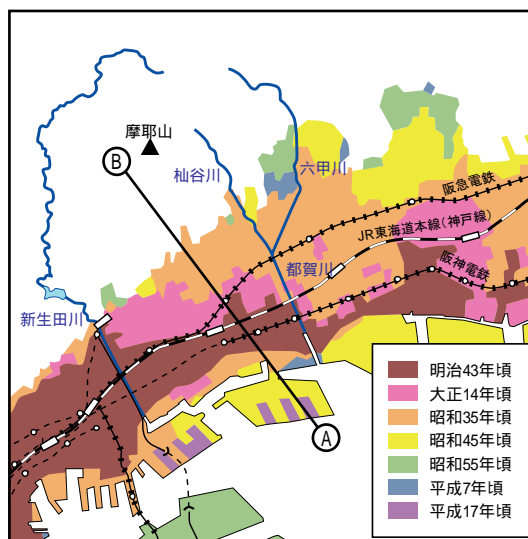 摩耶山
B
杣谷川
六甲川
阪急電鉄
JR東海道本線(神戸線)
都賀川
阪神電鉄
新生田川
A
明治43年頃
大正14年頃
昭和35年頃
昭和45年頃
昭和55年頃
平成7年頃
平成17年頃